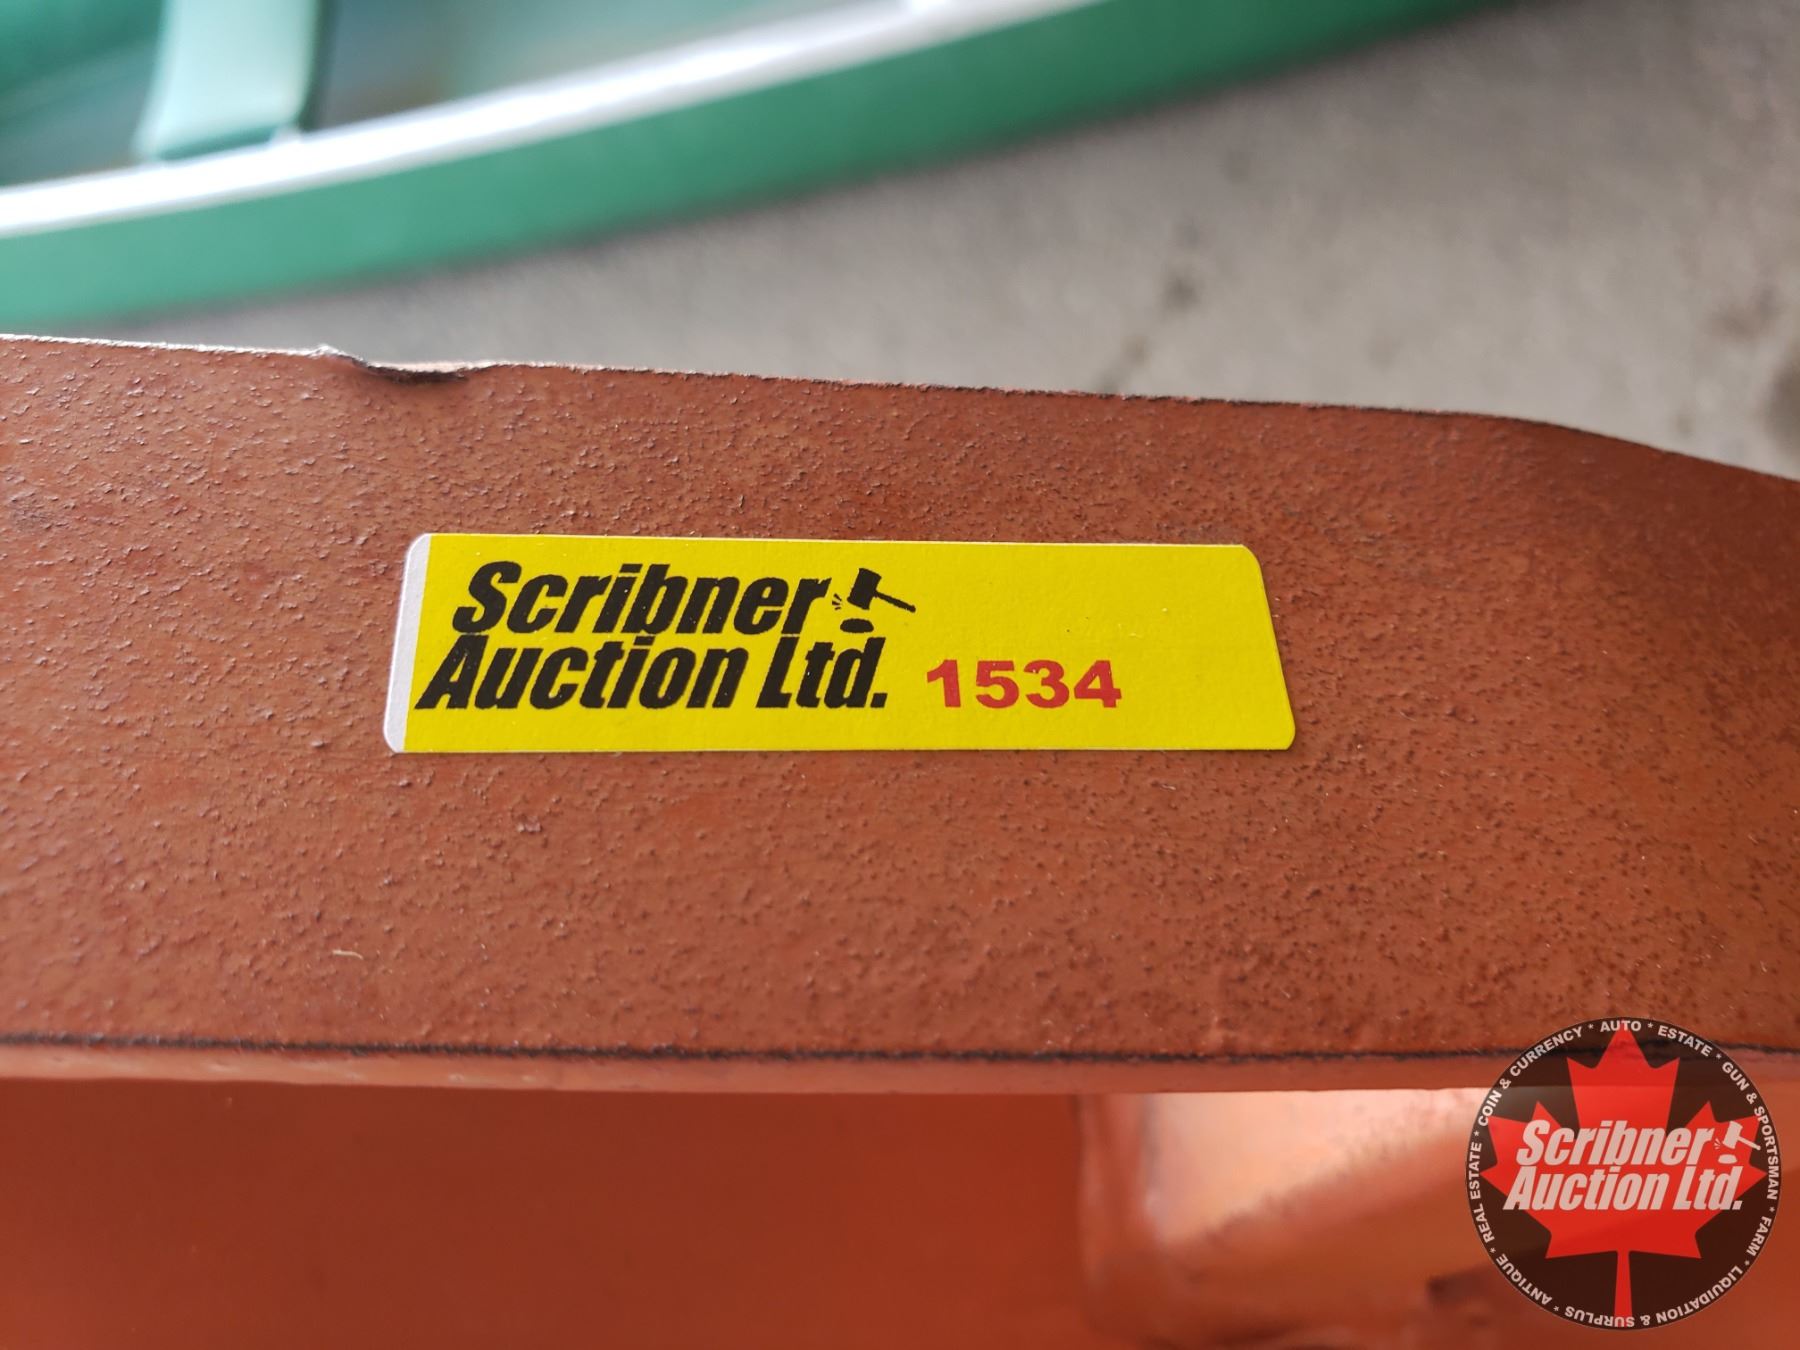 Scribner
Auction Ltd. 1534
COIN & CURRENCY * AUTO * ESTATE * GUN & SPORTSMAN * FARM * LIQUIDATION & SURPLUS * ANTIQUE * REAL ESTATE *
Scribner
Auction Ltd.